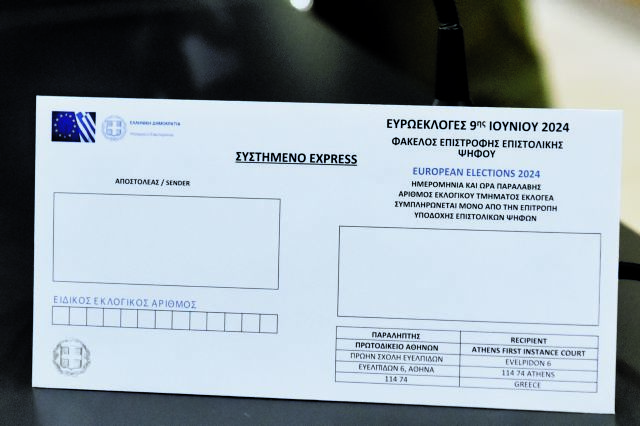 ΕΛΛΗΝΙΚΗ ΔΗΜΟΚΡΑΤΙΑ
Υπουργείο Εσωτερικών
ΕΥΡΩΕΚΛΟΓΕΣ 9ης ΙΟΥΝΙΟΥ 2024
ΦΑΚΕΛΟΣ ΕΠΙΣΤΡΟΦΗΣ ΕΠΙΣΤΟΛΙΚΗΣ
ΨΗΦΟΥ
ΣΥΣΤΗΜΕΝΟ EXPRESS
EUROPEAN ELECTIONS 2024
ΗΜΕΡΟΜΗΝΙΑ ΚΑΙ ΩΡΑ ΠΑΡΑΛΑΒΗΣ
ΑΡΙΘΜΟΣ ΕΚΛΟΓΙΚΟΥ ΤΜΗΜΑΤΟΣ ΕΚΛΟΓΕΑ
ΣΥΜΠΛΗΡΩΝΕΤΑΙ ΜΟΝΟ ΑΠΟ ΤΗΝ ΕΠΙΤΡΟΠΗ
ΥΠΟΔΟΧΗΣ ΕΠΙΣΤΟΛΙΚΩΝ ΨΗΦΩΝ
ΑΠΟΣΤΟΛΕΑΣ / SENDER
ΕΙΔΙΚΟΣ ΕΚΛΟΓΙΚΟΣ ΑΡΙΘΜΟΣ
ΠΑΡΑΛΗΠΤΗΣ RECIPIENT
ΠΡΩΤΟΔΙΚΕΙΟ ΑΘΗΝΩΝ ATHENS FIRST INSTANCE COURT
ΠΡΩΗΝ ΣΧΟΛΗ ΕΥΕΛΠΙΔΩΝ EVELPIDON 6
ΕΥΕΛΠΙΔΩΝ 6, ΑΘΗΝΑ 114 74 ATHENS
114 74 GREECE